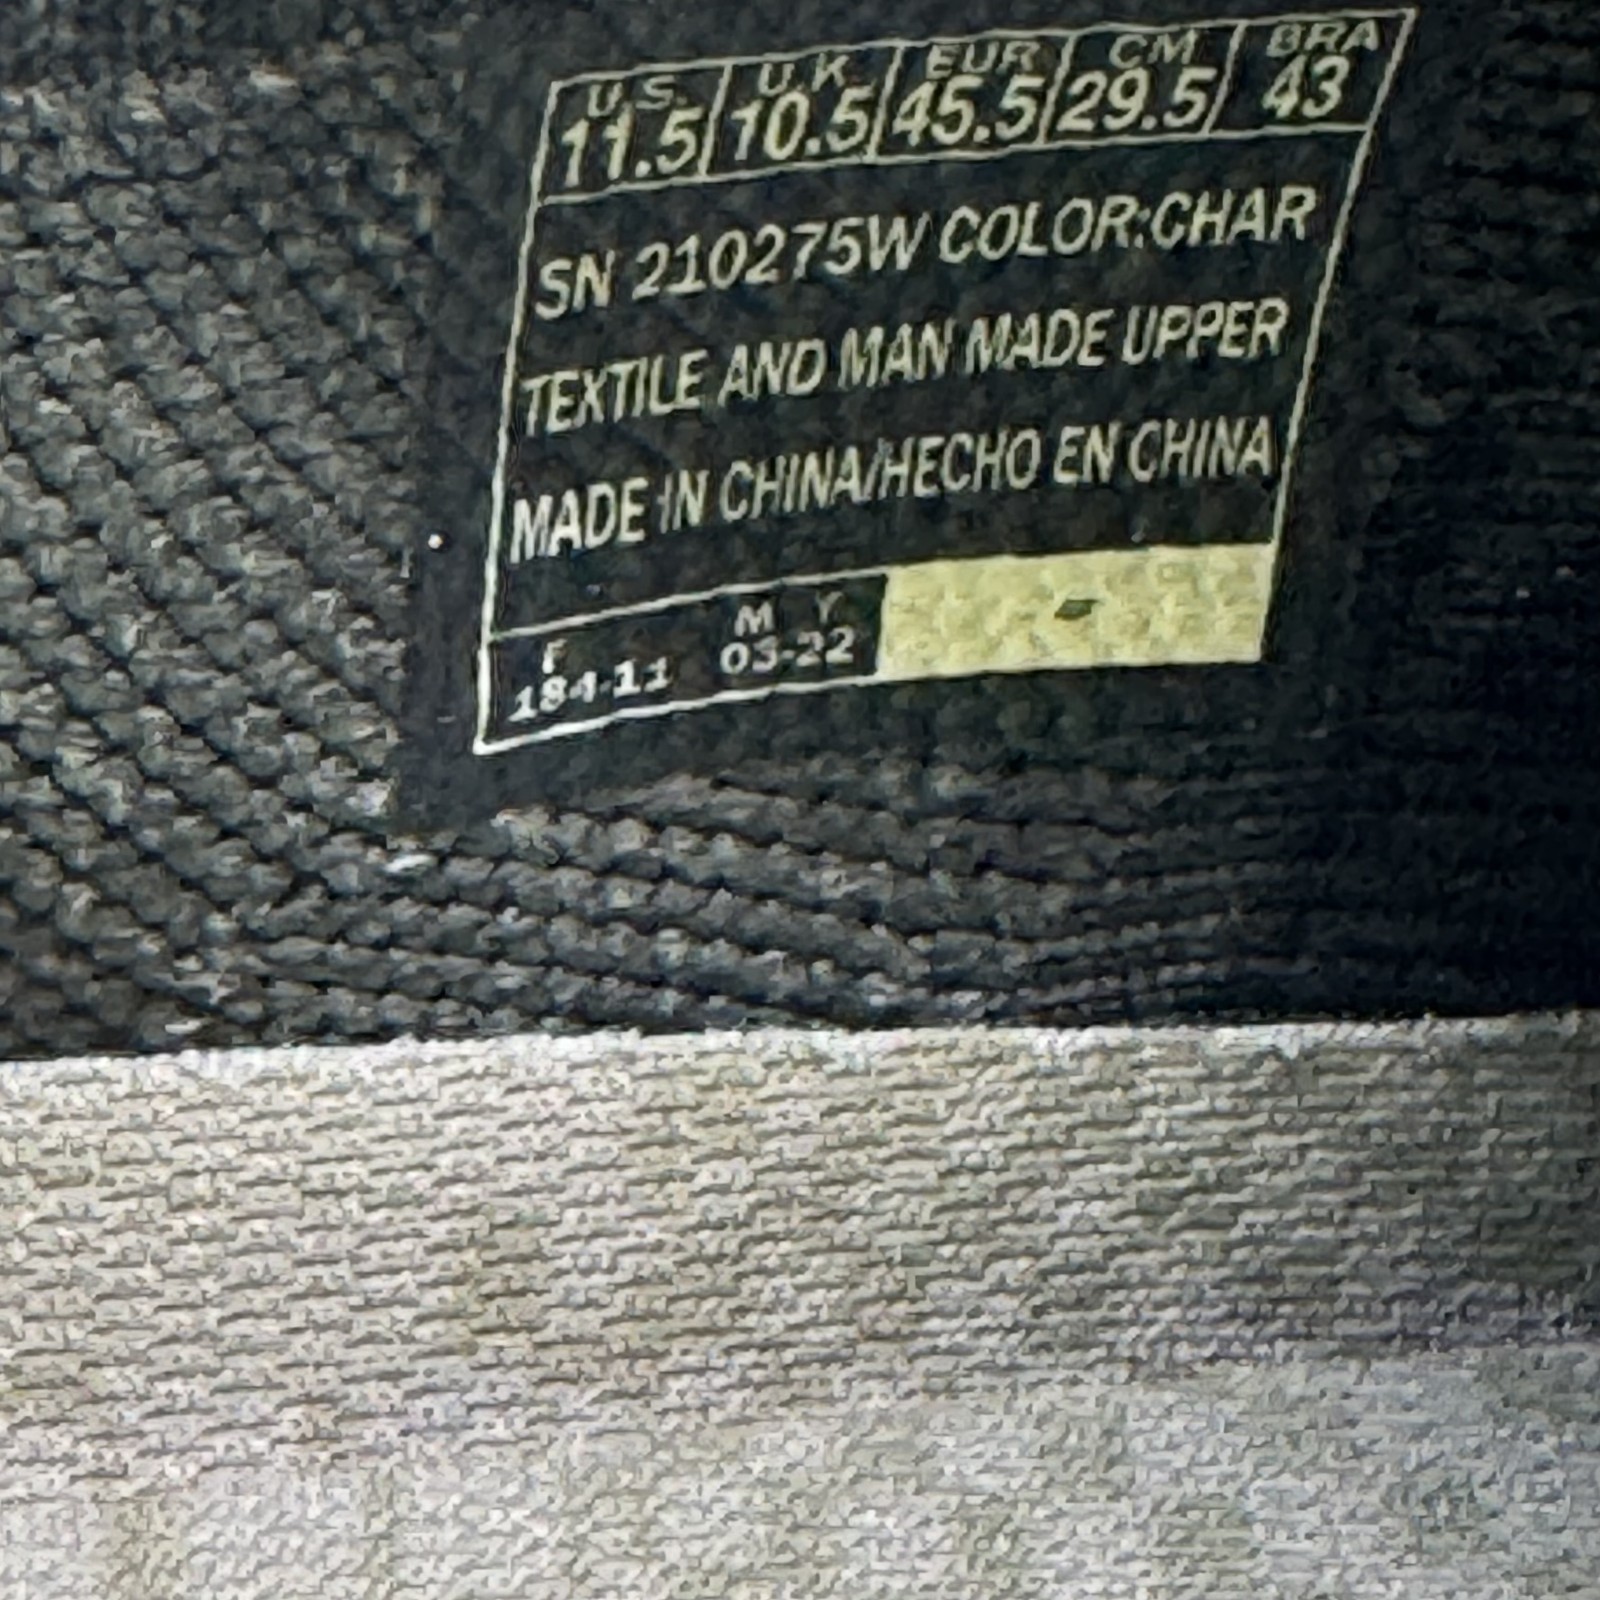 U.S. U.K. EUR CM BRA
11.5 10.5 45.5 29.5 43
SN 210275W COLOR:CHAR
TEXTILE AND MAN MADE UPPER
MADE IN CHINA/HECHO EN CHINA
F M Y
184-11 03-22 -